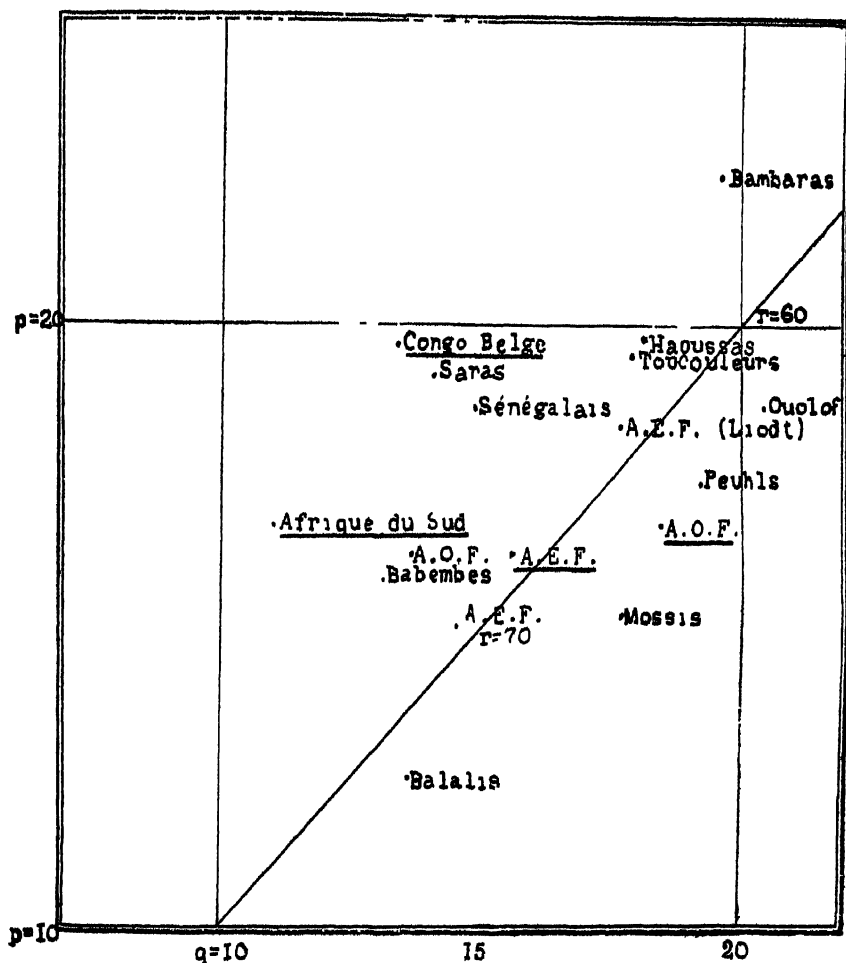 Bambaras
r=60
p=20
Congo Belge
Haoussas
Toucouleurs
Saras
Sénégalais
Ouolof
A.E.F. (Liodt)
Peuhls
Afrique du Sud
A.O.F.
A.O.F.
A.E.F.
Babembes
A.E.F.
r=70
Mossis
Balalis
p=10
q=10
15
20